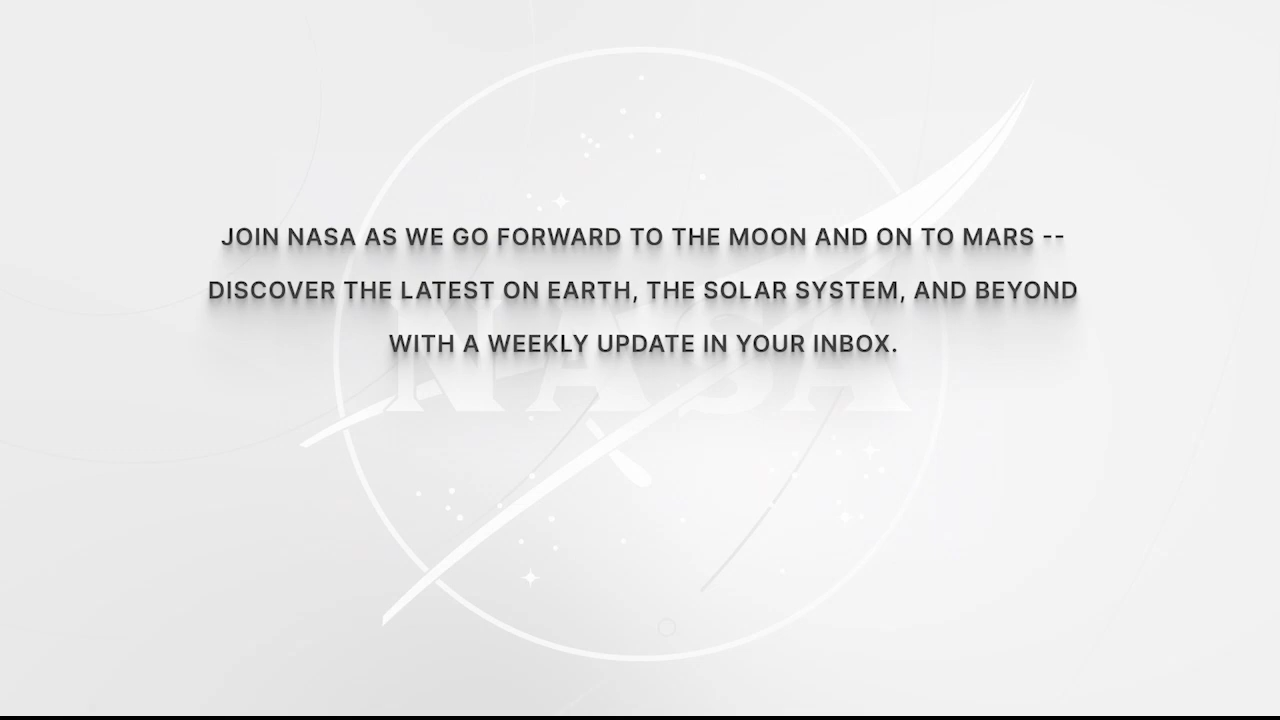 JOIN NASA AS WE GO FORWARD TO THE MOON AND ON TO MARS --
DISCOVER THE LATEST ON EARTH, THE SOLAR SYSTEM, AND BEYOND
WITH A WEEKLY UPDATE IN YOUR INBOX.
NASA